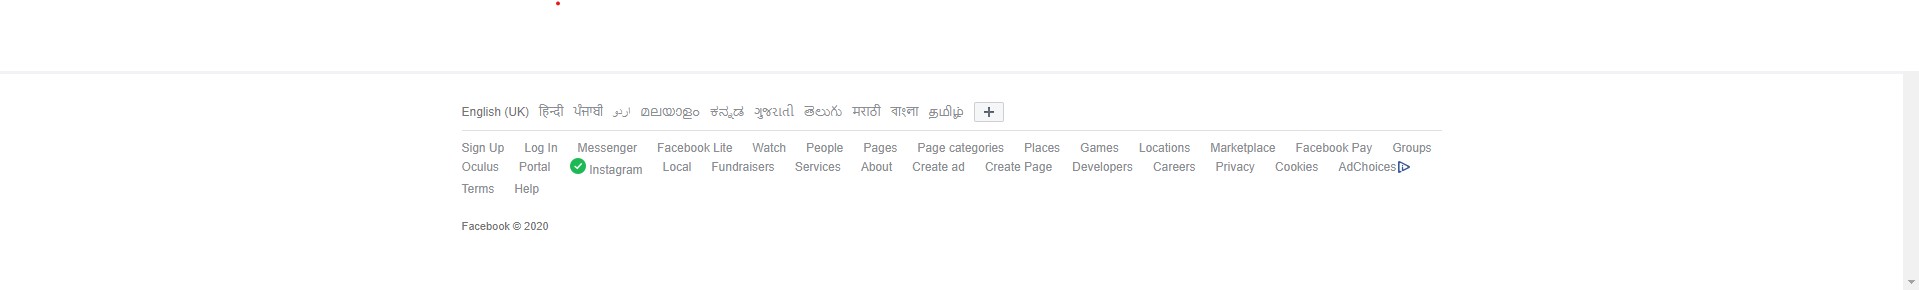 English (UK) हिन्दी ਪੰਜਾਬੀ اردو മലയാളം ಕನ್ನಡ ગુજરાતી తెలుగు मराठी বাংলা தமிழ் +
Sign Up Log In Messenger Facebook Lite Watch People Pages Page categories Places Games Locations Marketplace Facebook Pay Groups
Oculus Portal Instagram Local Fundraisers Services About Create ad Create Page Developers Careers Privacy Cookies AdChoices
Terms Help
Facebook © 2020